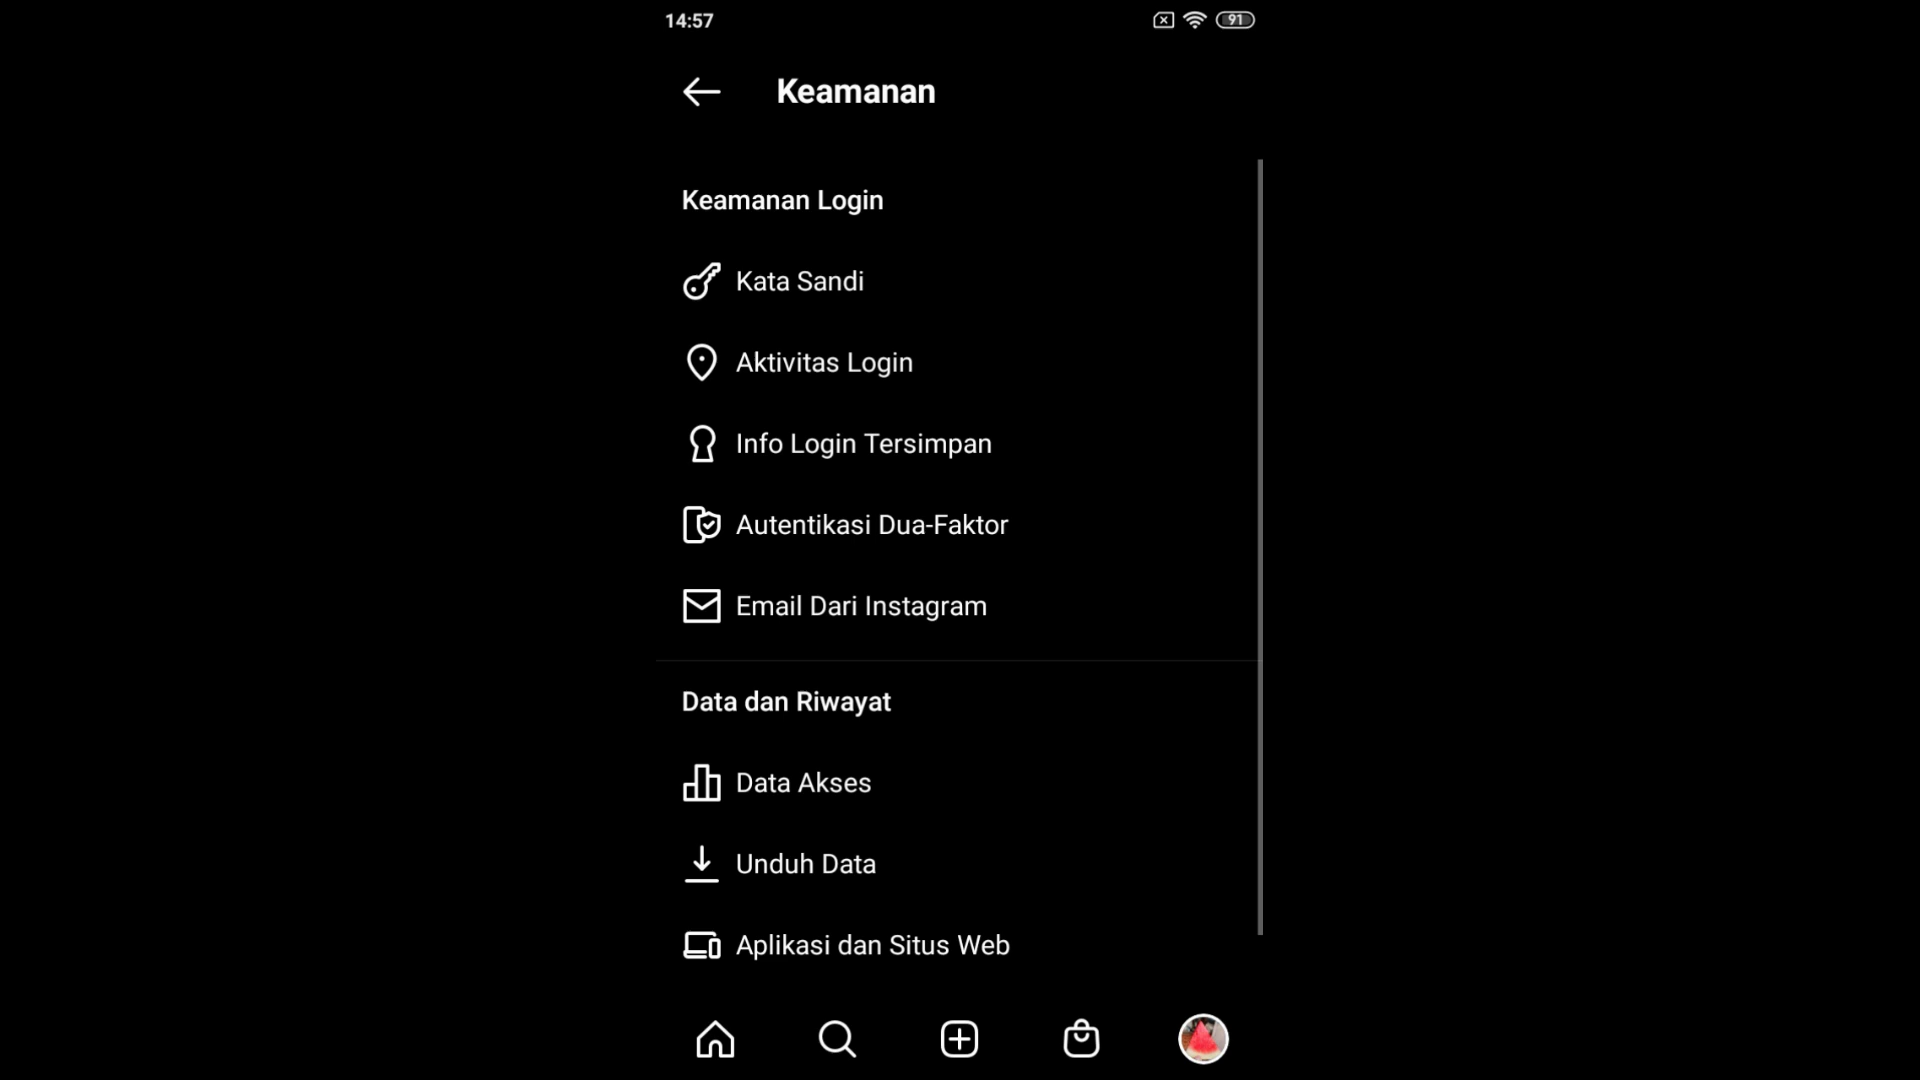 14:57
91
Keamanan
Keamanan Login
Kata Sandi
Aktivitas Login
Info Login Tersimpan
Autentikasi Dua-Faktor
Email Dari Instagram
Data dan Riwayat
Data Akses
Unduh Data
Aplikasi dan Situs Web